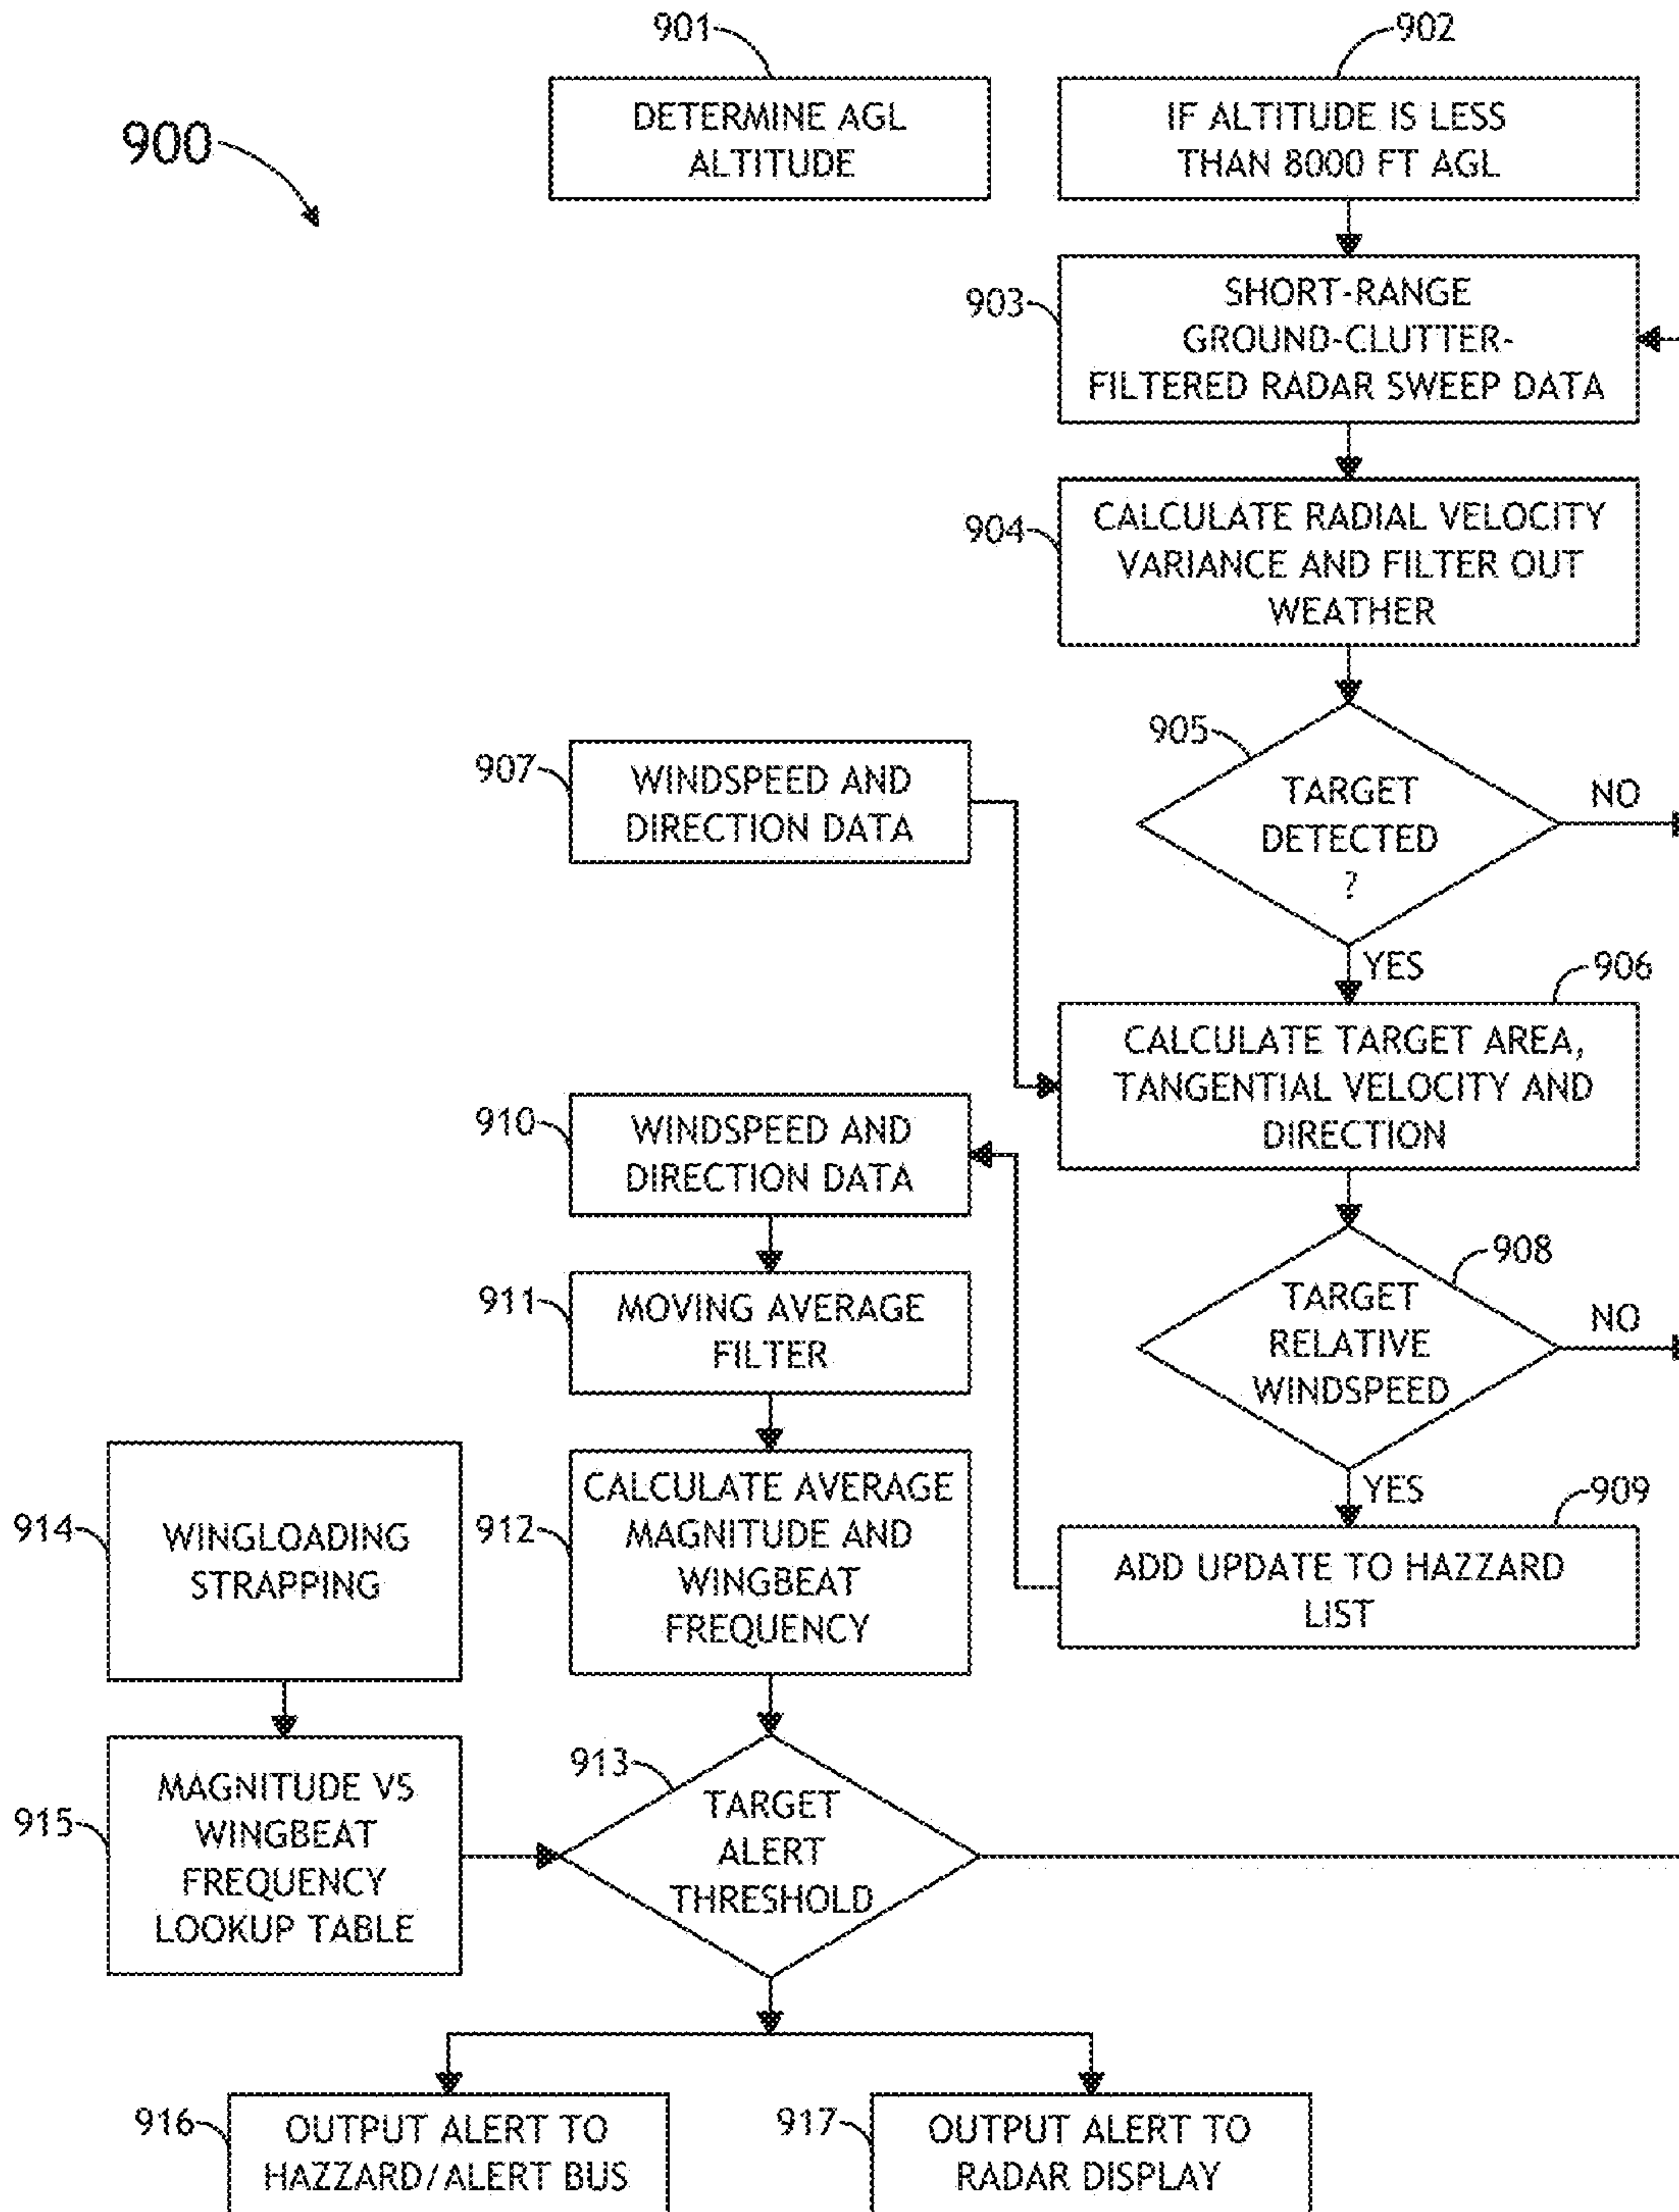 900
901
DETERMINE AGL
ALTITUDE
902
IF ALTITUDE IS LESS
THAN 8000 FT AGL
903
SHORT-RANGE
GROUND-CLUTTER-
FILTERED RADAR SWEEP DATA
904
CALCULATE RADIAL VELOCITY
VARIANCE AND FILTER OUT
WEATHER
905
TARGET
DETECTED
?
NO
YES
907
WINDSPEED AND
DIRECTION DATA
906
CALCULATE TARGET AREA,
TANGENTIAL VELOCITY AND
DIRECTION
908
TARGET
RELATIVE
WINDSPEED
NO
YES
909
ADD UPDATE TO HAZZARD
LIST
910
WINDSPEED AND
DIRECTION DATA
911
MOVING AVERAGE
FILTER
912
CALCULATE AVERAGE
MAGNITUDE AND
WINGBEAT
FREQUENCY
914
WINGLOADING
STRAPPING
915
MAGNITUDE VS
WINGBEAT
FREQUENCY
LOOKUP TABLE
913
TARGET
ALERT
THRESHOLD
916
OUTPUT ALERT TO
HAZZARD/ALERT BUS
917
OUTPUT ALERT TO
RADAR DISPLAY